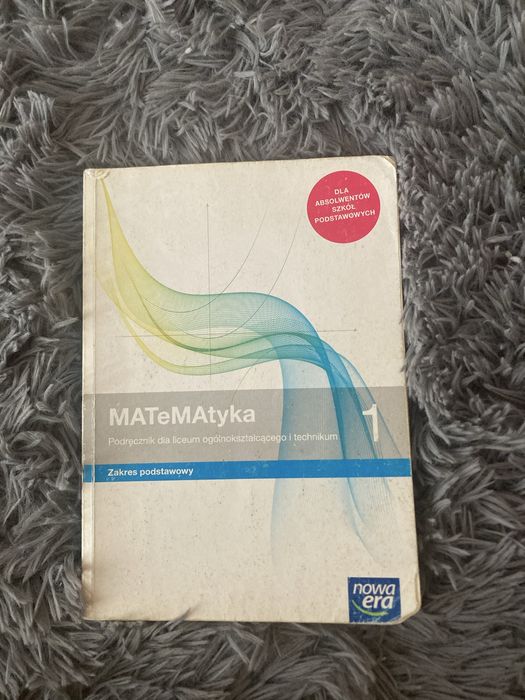 DLA
ABSOLWENTÓW
SZKÓŁ
PODSTAWOWYCH
MATeMAtyka
1
Podręcznik dla liceum ogólnokształcącego i technikum
Zakres podstawowy
nowa
era